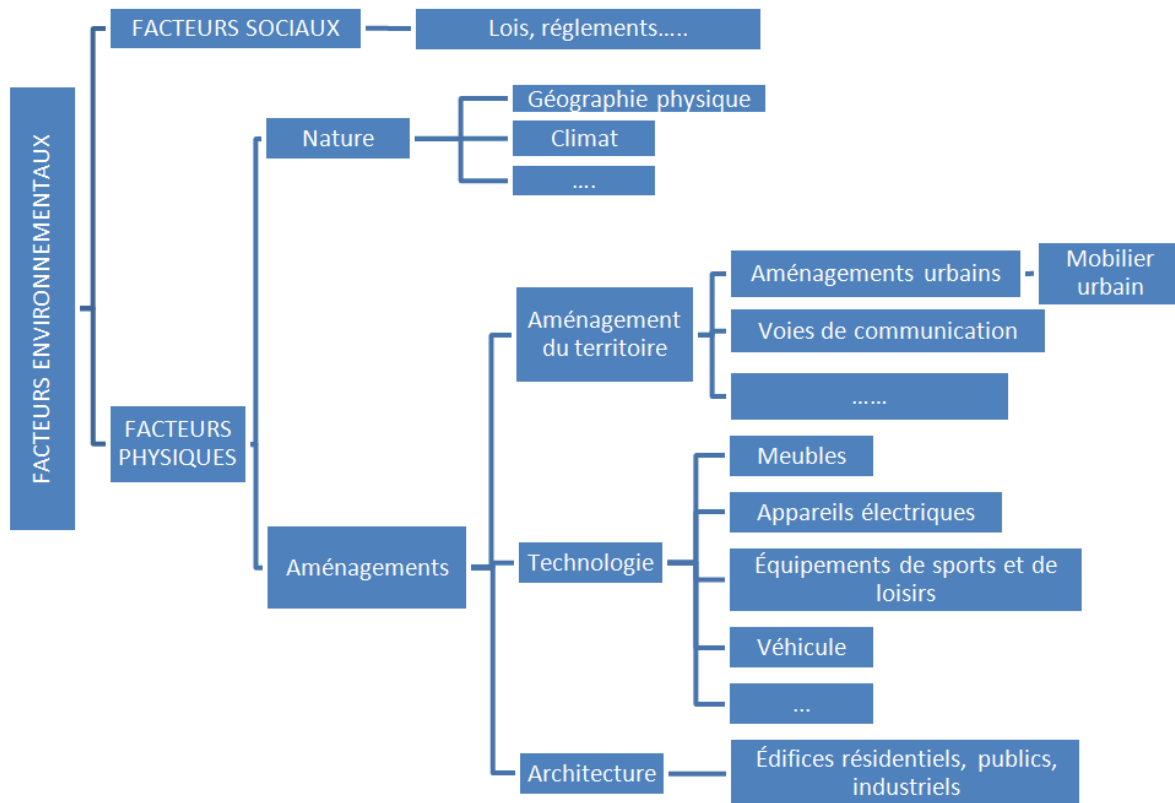 FACTEURS ENVIRONNEMENTAUX
FACTEURS SOCIAUX
Lois, réglements.....
FACTEURS
PHYSIQUES
Nature
Géographie physique
Climat
....
Aménagements
Aménagement
du territoire
Aménagements urbains
Mobilier
urbain
Voies de communication
......
Technologie
Meubles
Appareils électriques
Équipements de sports et de
loisirs
Véhicule
...
Architecture
Édifices résidentiels, publics,
industriels